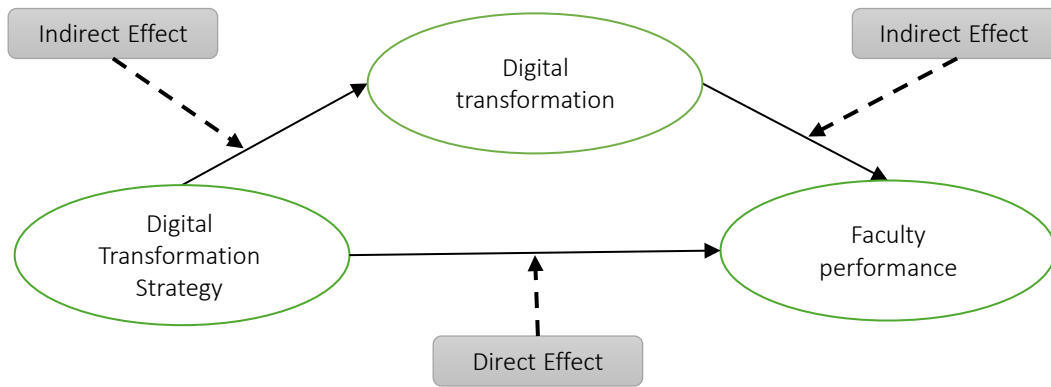 Indirect Effect
Indirect Effect
Digital
transformation
Digital
Transformation
Strategy
Faculty
performance
Direct Effect